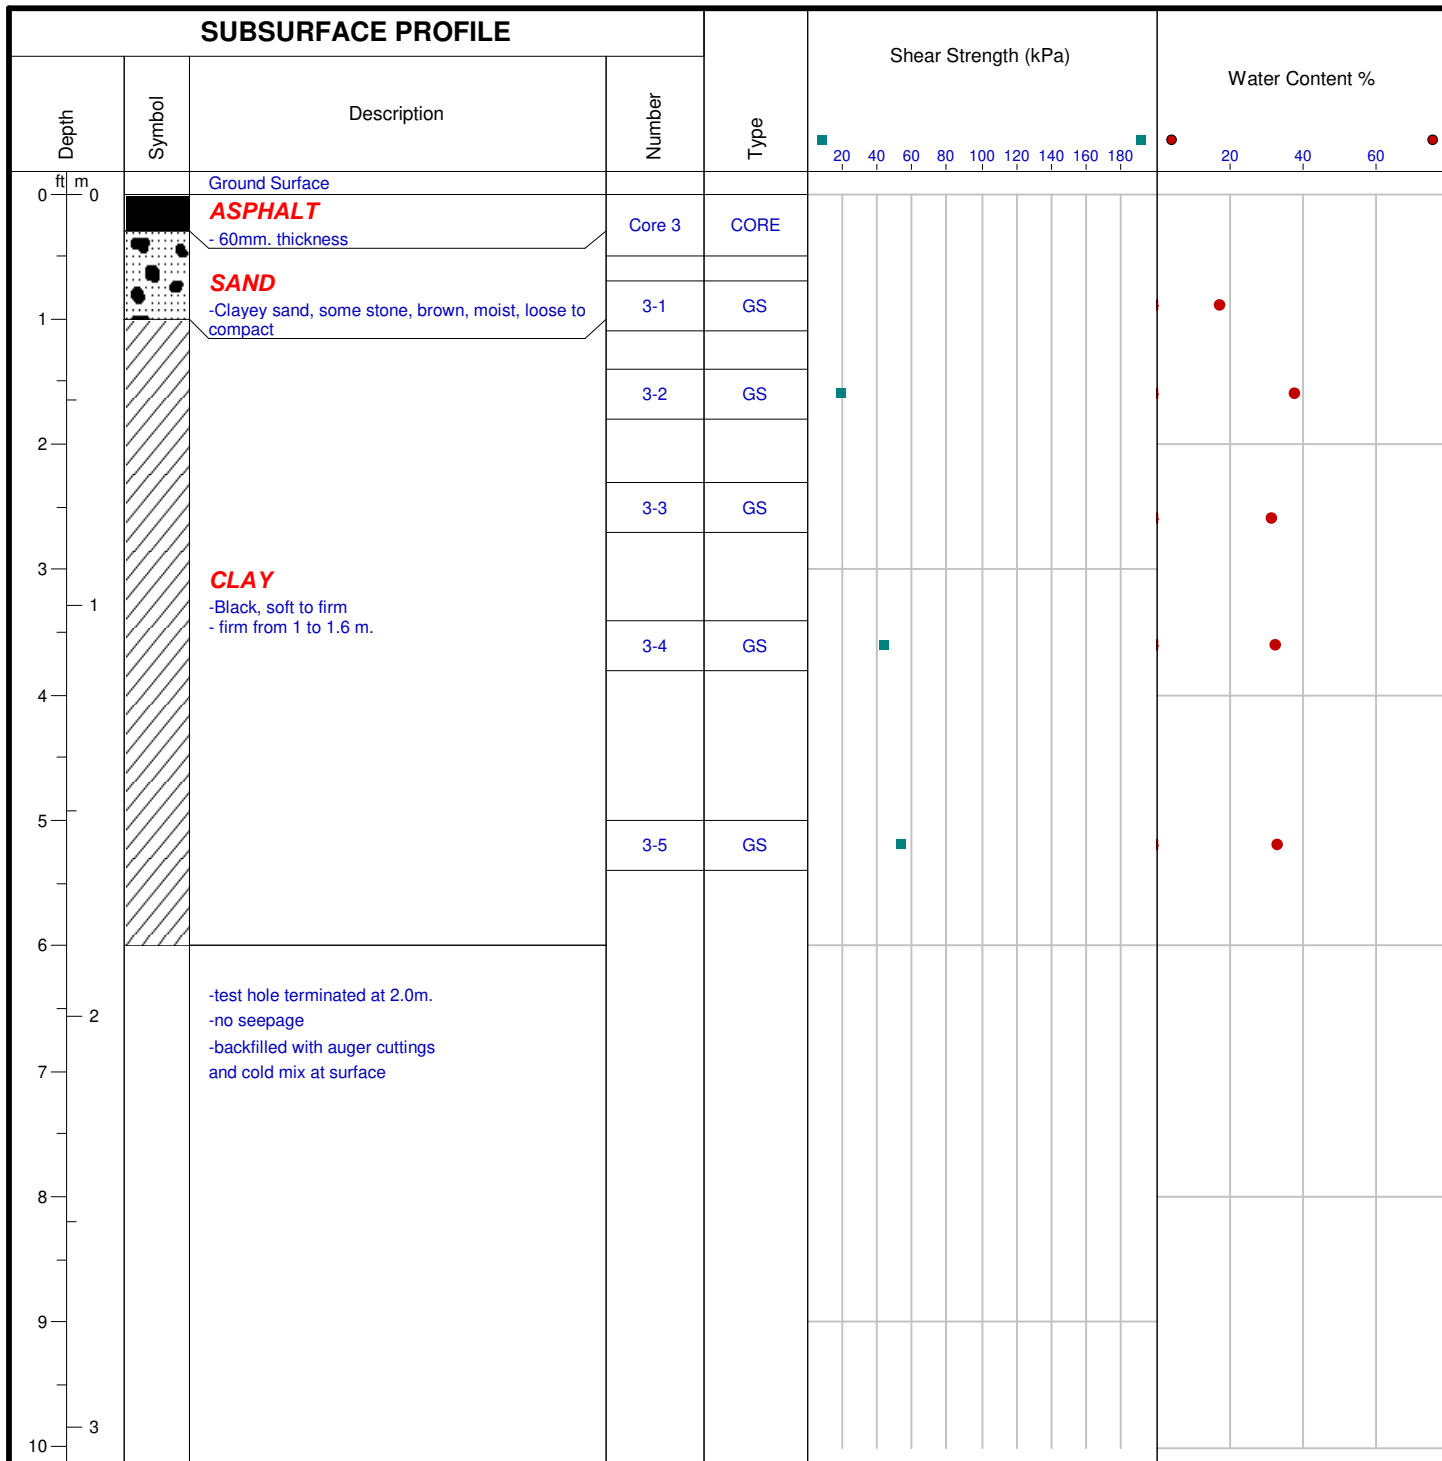 SUBSURFACE PROFILE
Depth
Symbol
Description
Number
Type
Shear Strength (kPa)
20 40 60 80 100 120 140 160 180
Water Content %
20 40 60
ft m
Ground Surface
0 0
ASPHALT
- 60mm. thickness
Core 3 CORE
SAND
-Clayey sand, some stone, brown, moist, loose to
compact
3-1 GS
1
3-2 GS
2
3-3 GS
3
CLAY
-Black, soft to firm
- firm from 1 to 1.6 m.
1
3-4 GS
4
5
3-5 GS
6
-test hole terminated at 2.0m.
-no seepage
-backfilled with auger cuttings
and cold mix at surface
2
7
8
9
3
10